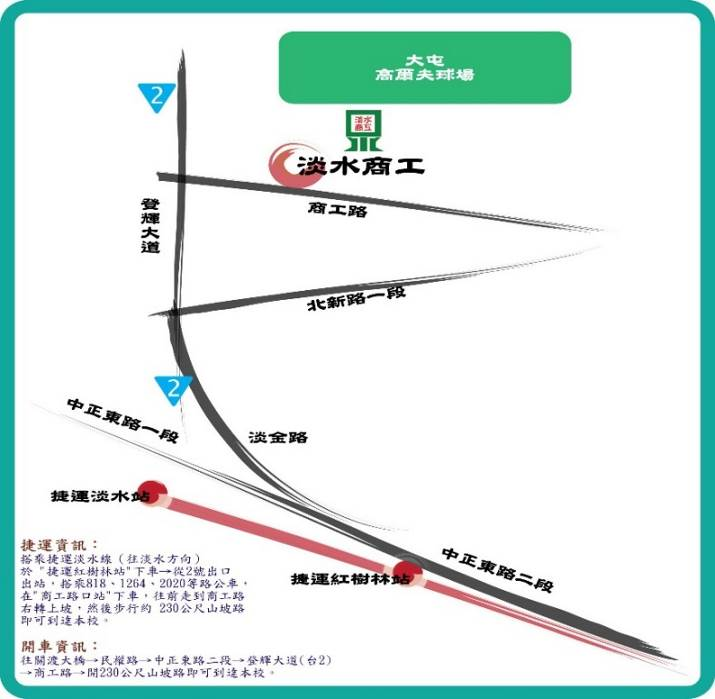 大屯
高爾夫球場
2
淡水
商工
淡水商工
商工路
登輝大道
北新路一段
2
中正東路一段
淡金路
捷運淡水站
中正東路二段
捷運紅樹林站
捷運資訊：
搭乘捷運淡水線（往淡水方向）
於 "捷運紅樹林站"下車→從2號出口
出站，搭乘818、1264、2020等路公車，
在"商工路口站"下車，往前走到商工路
右轉上坡，然後步行約 230公尺山坡路
即可到達本校。
開車資訊：
往關渡大橋→民權路→中正東路二段→登輝大道(台2)
→商工路→開230公尺山坡路即可到達本校。